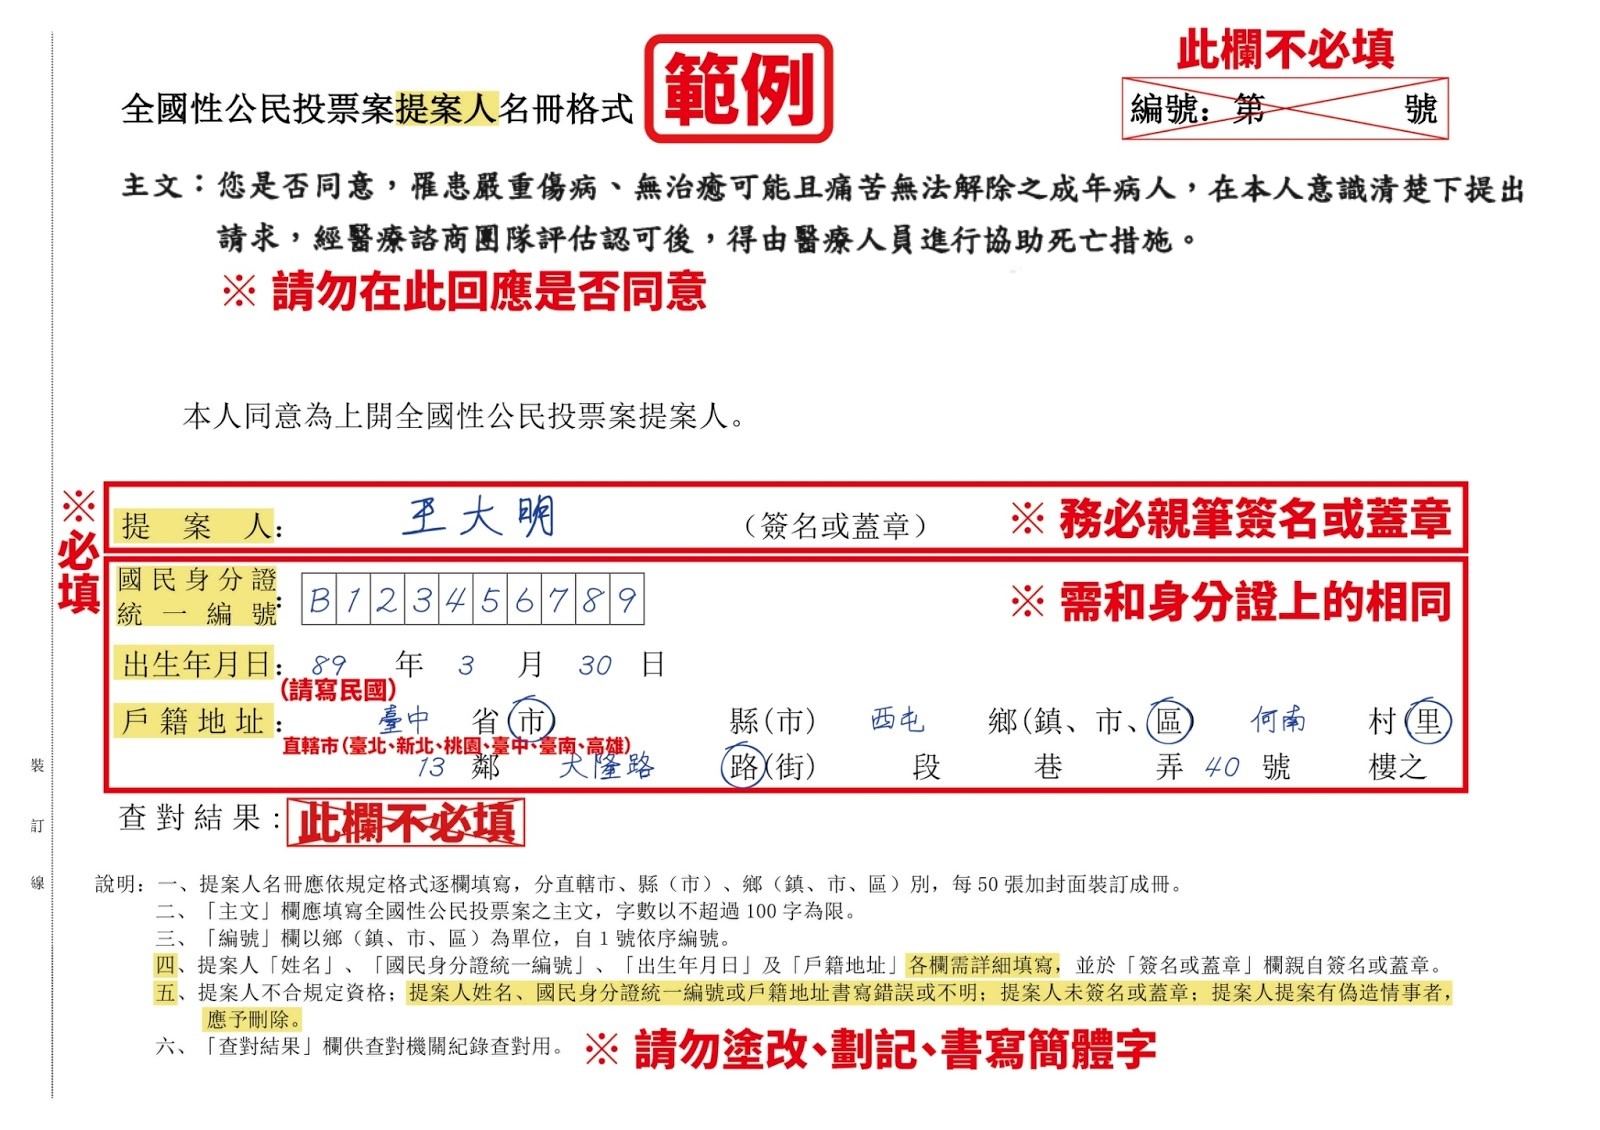 此欄不必填
全國性公民投票案提案人名冊格式 範例 編號：第 號
主文：您是否同意，罹患嚴重傷病、無治癒可能且痛苦無法解除之成年病人，在本人意識清楚下提出
請求，經醫療諮商團隊評估認可後，得由醫療人員進行協助死亡措施。
※ 請勿在此回應是否同意
本人同意為上開全國性公民投票案提案人。
※必填
提案人： 王大明 （簽名或蓋章） ※ 務必親筆簽名或蓋章
國民身分證
統一編號： B123456789 ※ 需和身分證上的相同
出生年月日： 89 年 3 月 30 日
(請寫民國)
戶籍地址： 臺中 省 市 縣(市) 西屯 鄉(鎮、市、區) 何南 村 里
直轄市(臺北、新北、桃園、臺中、臺南、高雄)
13 鄰 大隆路 路(街) 段 巷 弄 40 號 樓之
查對結果： 此欄不必填
裝
訂
線
說明：一、提案人名冊應依規定格式逐欄填寫，分直轄市、縣（市）、鄉（鎮、市、區）別，每 50 張加封面裝訂成冊。
二、「主文」欄應填寫全國性公民投票案之主文，字數以不超過 100 字為限。
三、「編號」欄以鄉（鎮、市、區）為單位，自 1 號依序編號。
四、提案人「姓名」、「國民身分證統一編號」、「出生年月日」及「戶籍地址」各欄需詳細填寫，並於「簽名或蓋章」欄親自簽名或蓋章。
五、提案人不合規定資格；提案人姓名、國民身分證統一編號或戶籍地址書寫錯誤或不明；提案人未簽名或蓋章；提案人提案有偽造情事者，
應予刪除。
六、「查對結果」欄供查對機關紀錄查對用。 ※ 請勿塗改、劃記、書寫簡體字